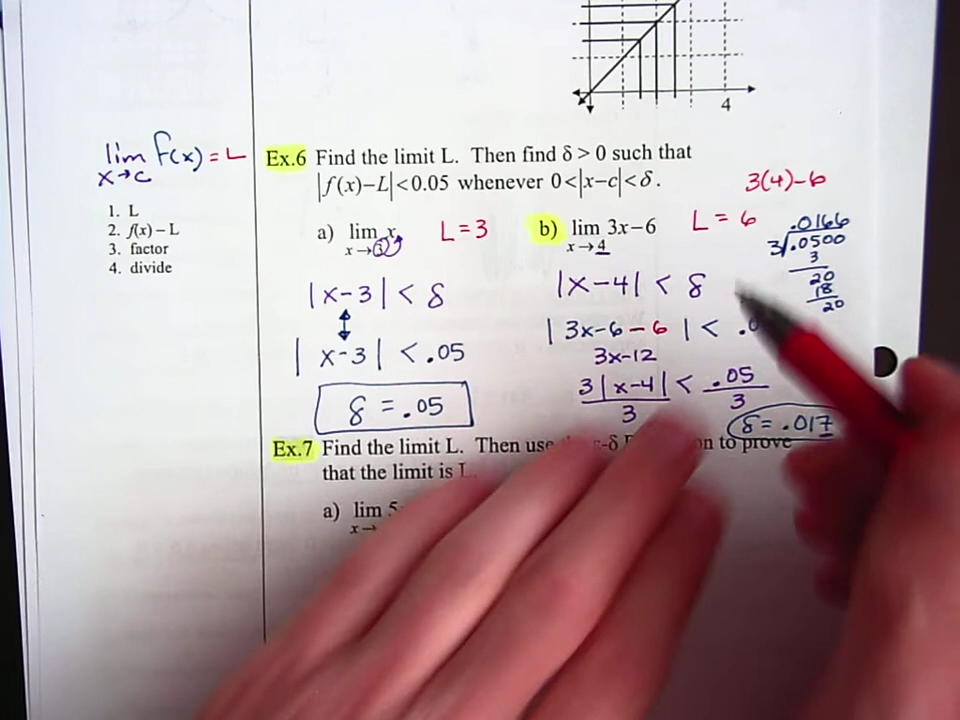 4
lim f(x) = L
x→c
1. L
2. f(x) – L
3. factor
4. divide
Ex.6 Find the limit L. Then find δ > 0 such that
|f(x)–L|<0.05 whenever 0<|x–c|<δ.
3(4)-6
a) lim x L=3
x→3
b) lim 3x–6 L = 6
x→4
.0166
3 .0500
3
20
18
20
|x-3| < δ
|x-3| < .05
δ = .05
|x-4| < δ
|3x-6-6| < .0
3x-12
3|x-4| < .05
3 3
δ = .017
Ex.7 Find the limit L. Then use -δ to prove
that the limit is L.
a) lim 5
x→